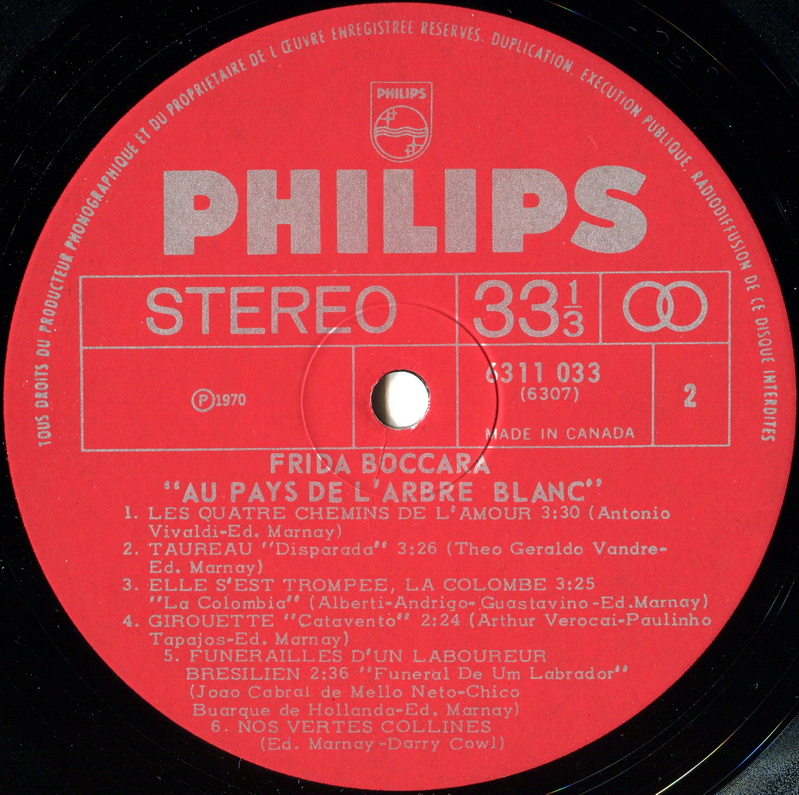 TOUS DROITS DU PRODUCTEUR PHONOGRAPHIQUE ET DU PROPRIETAIRE DE L'ŒUVRE ENREGISTRÉE RESERVES. DUPLICATION, EXECUTION PUBLIQUE, RADIODIFFUSION DE CE DISQUE INTERDITES
PHILIPS
PHILIPS
STEREO 33 1/3
℗1970 6311 033 2
(6307)
MADE IN CANADA
FRIDA BOCCARA
"AU PAYS DE L'ARBRE BLANC"
1. LES QUATRE CHEMINS DE L'AMOUR 3:30 (Antonio
Vivaldi-Ed. Marnay)
2. TAUREAU "Disparada" 3:26 (Theo Geraldo Vandre-
Ed. Marnay)
3. ELLE S'EST TROMPEE, LA COLOMBE 3:25
"La Colombia" (Alberti-Andrigo-Guastavino-Ed.Marnay)
4. GIROUETTE "Catavento" 2:24 (Arthur Verocai-Paulinho
Tapajos-Ed. Marnay)
5. FUNERAILLES D'UN LABOUREUR
BRESILIEN 2:36 "Funeral De Um Labrador"
(Joao Cabral de Mello Neto-Chico
Buarque de Hollanda-Ed. Marnay)
6. NOS VERTES COLLINES
(Ed. Marnay-Darry Cowl)